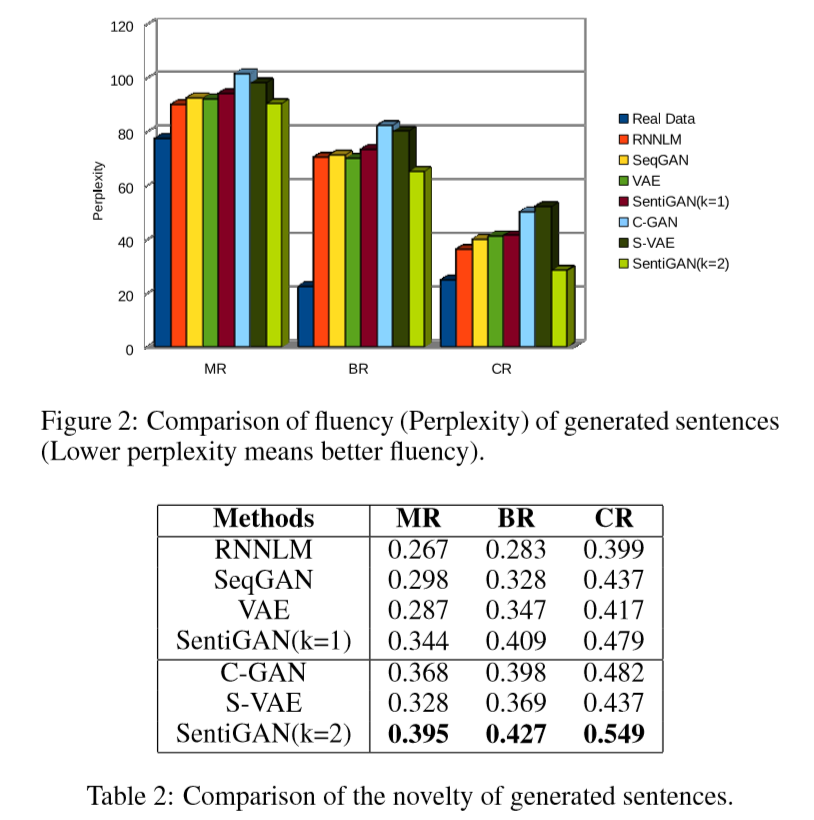 120
100
80
60
40
20
0
Perplexity
MR BR CR
Real Data
RNNLM
SeqGAN
VAE
SentiGAN(k=1)
C-GAN
S-VAE
SentiGAN(k=2)
Figure 2: Comparison of fluency (Perplexity) of generated sentences
(Lower perplexity means better fluency).
Methods MR BR CR
RNNLM 0.267 0.283 0.399
SeqGAN 0.298 0.328 0.437
VAE 0.287 0.347 0.417
SentiGAN(k=1) 0.344 0.409 0.479
C-GAN 0.368 0.398 0.482
S-VAE 0.328 0.369 0.437
SentiGAN(k=2) 0.395 0.427 0.549
Table 2: Comparison of the novelty of generated sentences.